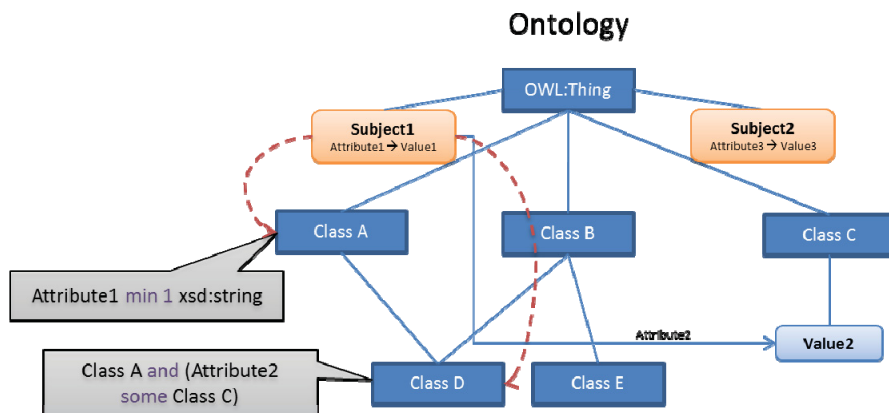 Ontology
OWL:Thing
Subject1
Attribute1 → Value1
Subject2
Attribute3 → Value3
Class A
Class B
Class C
Attribute1 min 1 xsd:string
Attribute2
Value2
Class A and (Attribute2
some Class C)
Class D
Class E